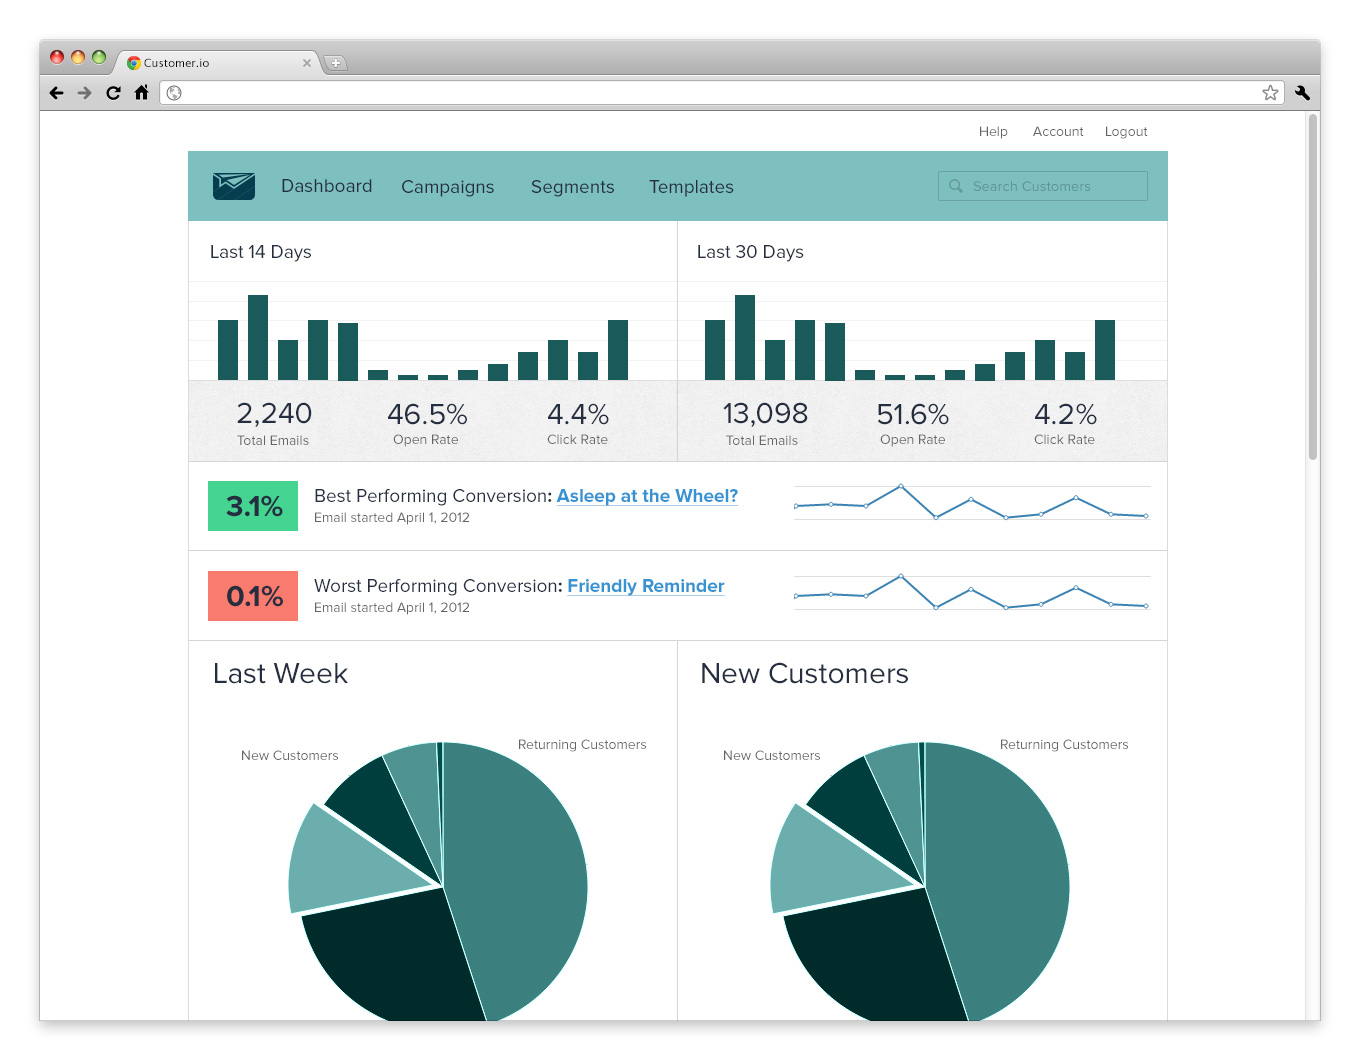 Customer.io
Help Account Logout
Dashboard Campaigns Segments Templates Search Customers
Last 14 Days
Last 30 Days
2,240 46.5% 4.4%
Total Emails Open Rate Click Rate
13,098 51.6% 4.2%
Total Emails Open Rate Click Rate
3.1%
Best Performing Conversion: Asleep at the Wheel?
Email started April 1, 2012
0.1%
Worst Performing Conversion: Friendly Reminder
Email started April 1, 2012
Last Week
New Customers
Returning Customers
New Customers
New Customers
Returning Customers